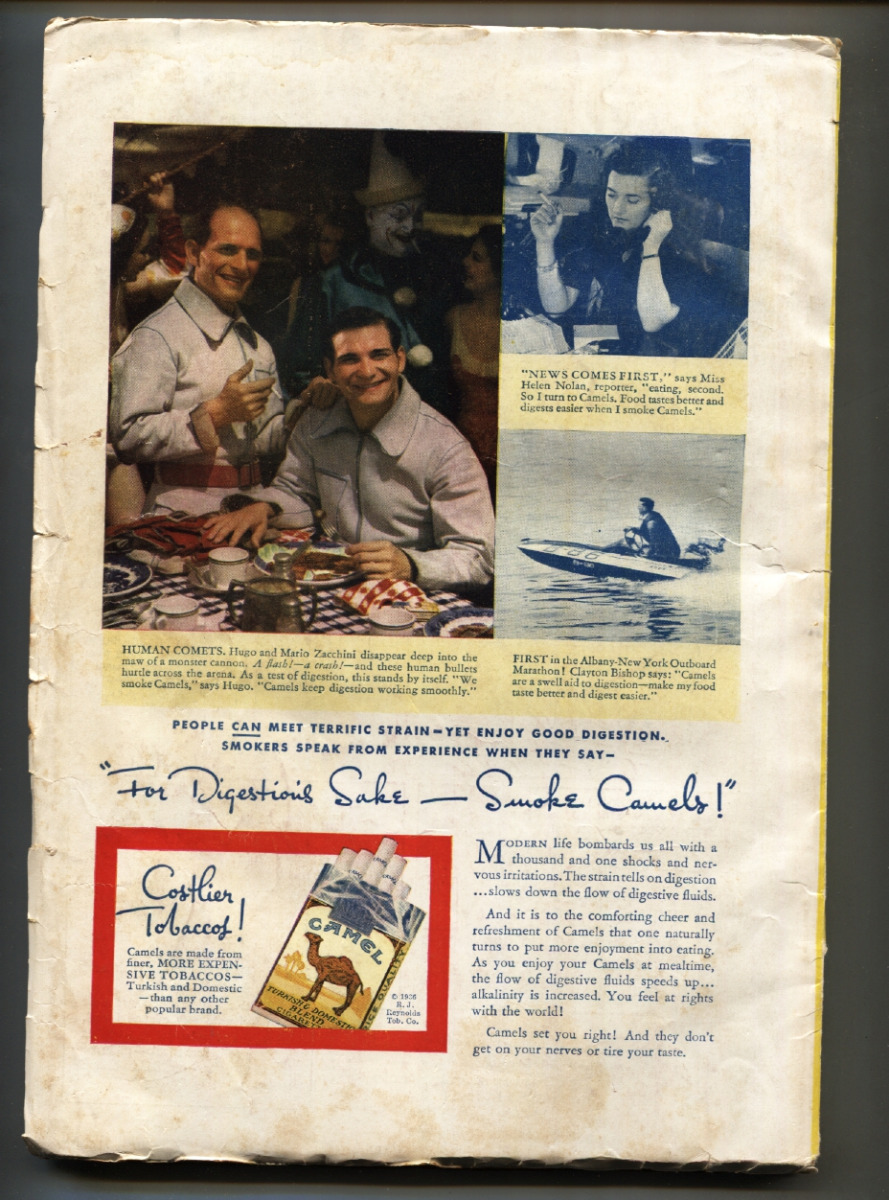 "NEWS COMES FIRST," says Miss
Helen Nolan, reporter, "eating, second.
So I turn to Camels. Food tastes better and
digests easier when I smoke Camels."
HUMAN COMETS. Hugo and Mario Zacchini disappear deep into the
maw of a monster cannon. A flash!—a crash!—and these human bullets
hurtle across the arena. As a test of digestion, this stands by itself. "We
smoke Camels," says Hugo. "Camels keep digestion working smoothly."
FIRST in the Albany-New York Outboard
Marathon! Clayton Bishop says: "Camels
are a swell aid to digestion—make my food
taste better and digest easier."
PEOPLE CAN MEET TERRIFIC STRAIN—YET ENJOY GOOD DIGESTION.
SMOKERS SPEAK FROM EXPERIENCE WHEN THEY SAY—
"For Digestion's Sake — Smoke Camels!"
Costlier
Tobaccos!
Camels are made from
finer, MORE EXPEN-
SIVE TOBACCOS—
Turkish and Domestic
—than any other
popular brand.
CAMEL
TURKISH & DOMESTIC
BLEND
CIGARETTES
© 1936
R. J.
Reynolds
Tob. Co.
MODERN life bombards us all with a
thousand and one shocks and ner-
vous irritations. The strain tells on digestion
...slows down the flow of digestive fluids.
And it is to the comforting cheer and
refreshment of Camels that one naturally
turns to put more enjoyment into eating.
As you enjoy your Camels at mealtime,
the flow of digestive fluids speeds up...
alkalinity is increased. You feel at rights
with the world!
Camels set you right! And they don't
get on your nerves or tire your taste.